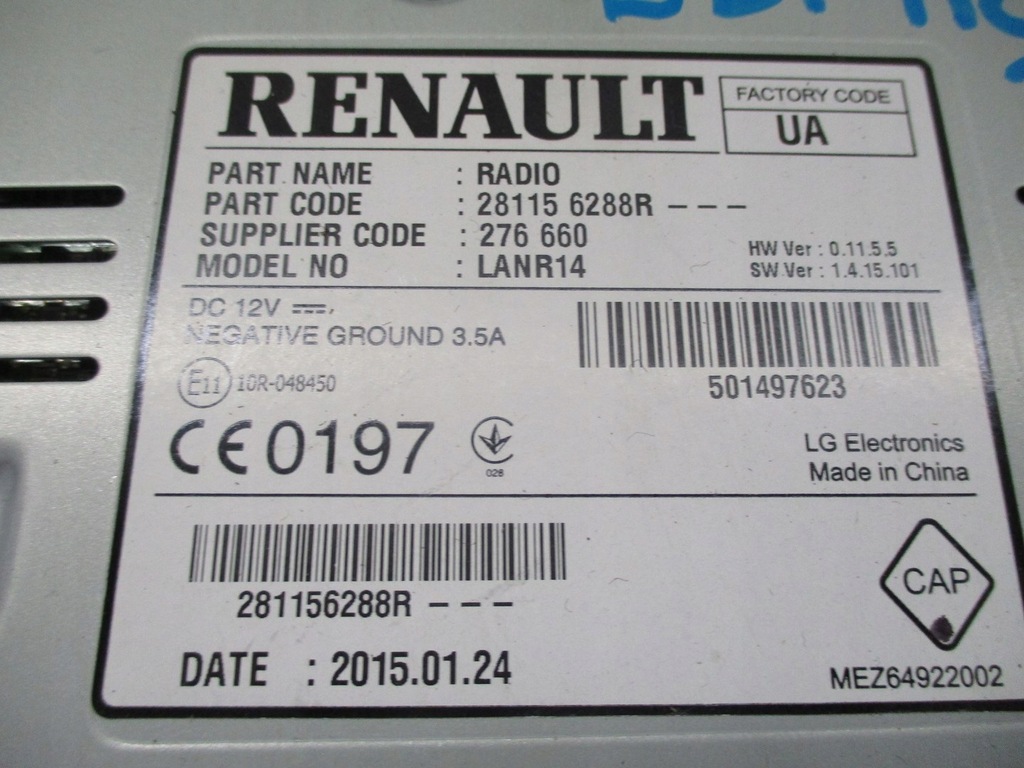 RENAULT
FACTORY CODE
UA
PART NAME : RADIO
PART CODE : 28115 6288R - - -
SUPPLIER CODE : 276 660
MODEL NO : LANR14
HW Ver : 0.11.5.5
SW Ver : 1.4.15.101
DC 12V
NEGATIVE GROUND 3.5A
501497623
E11 10R-048450
CE0197
028
LG Electronics
Made in China
281156288R - - -
CAP
DATE : 2015.01.24
MEZ64922002